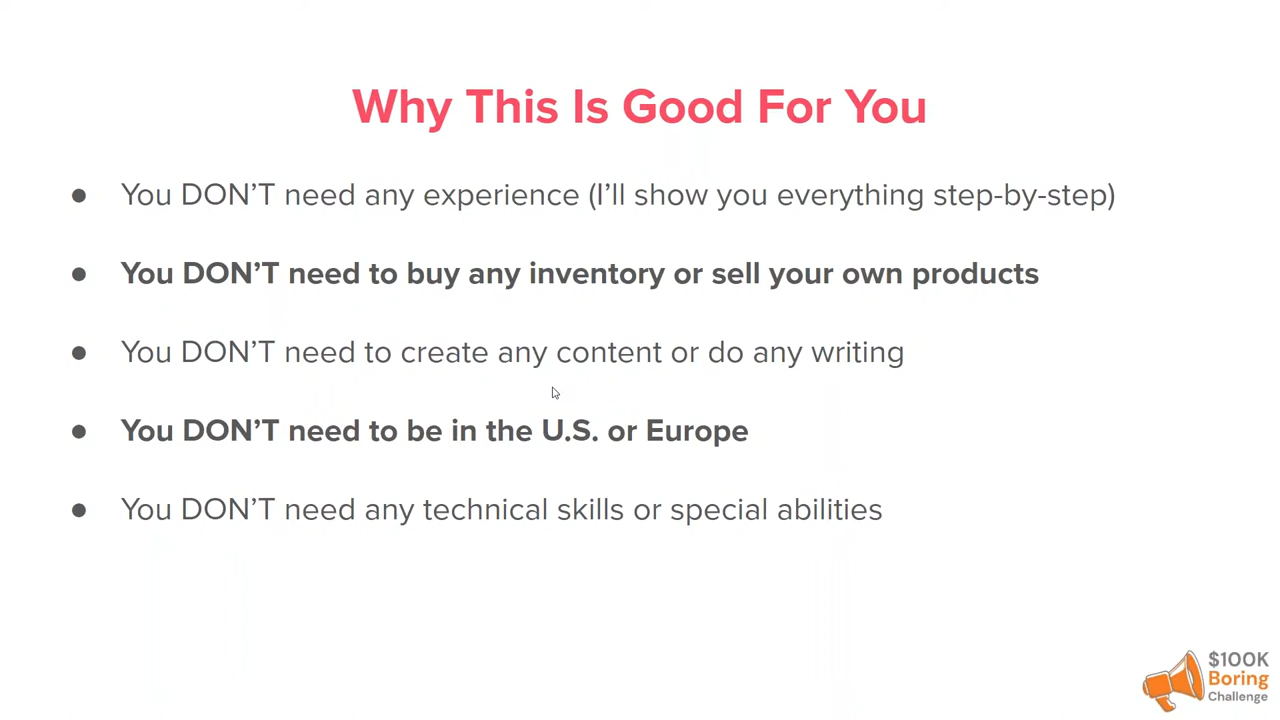 Why This Is Good For You
● You DON'T need any experience (I'll show you everything step-by-step)
● You DON'T need to buy any inventory or sell your own products
● You DON'T need to create any content or do any writing
● You DON'T need to be in the U.S. or Europe
● You DON'T need any technical skills or special abilities
$100K
Boring
Challenge